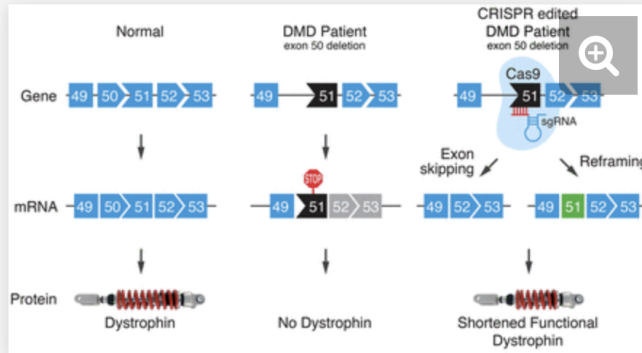 Normal
DMD Patient
exon 50 deletion
CRISPR edited
DMD Patient
exon 50 deletion
Gene
49 50 51 52 53
49 51 52 53
Cas9
49 51 52 53
sgRNA
Exon
skipping
Reframing
STOP
mRNA
49 50 51 52 53
49 51 52 53
49 52 53
49 51 52 53
Protein
Dystrophin
No Dystrophin
Shortened Functional
Dystrophin